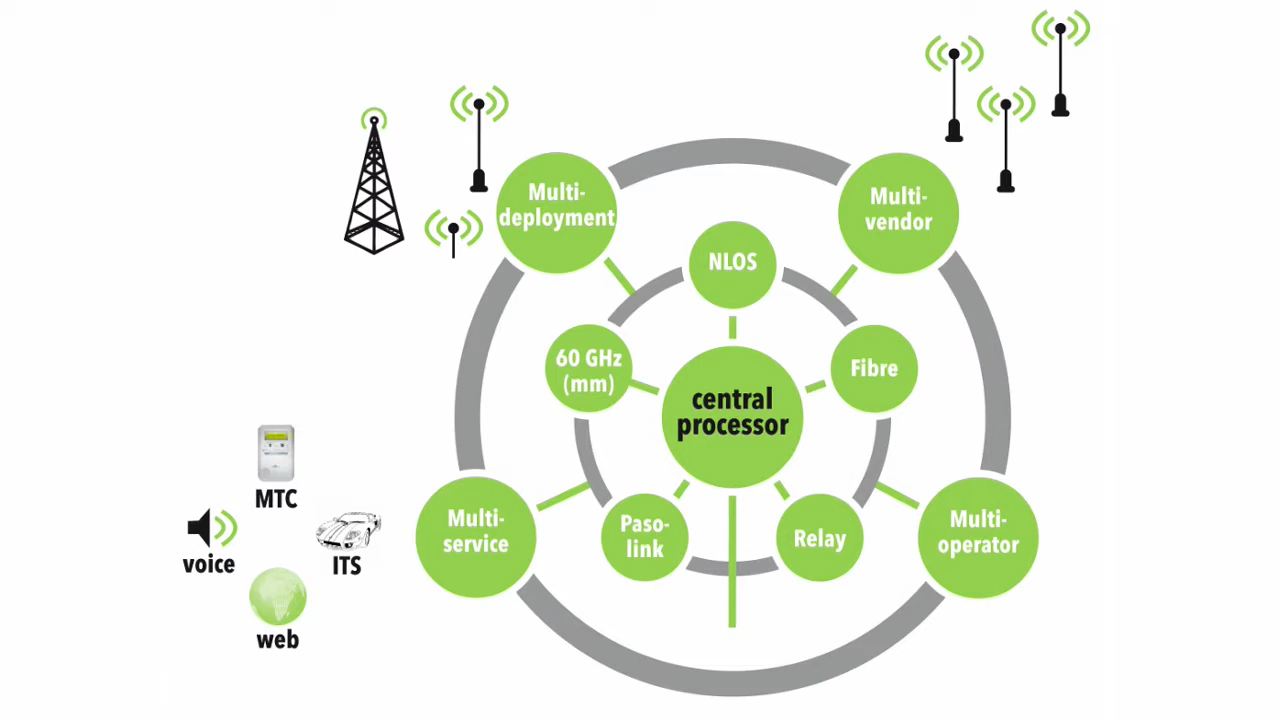 Multi-
deployment
Multi-
vendor
NLOS
60 GHz
(mm)
Fibre
central
processor
MTC
voice
ITS
web
Multi-
service
Paso-
link
Relay
Multi-
operator